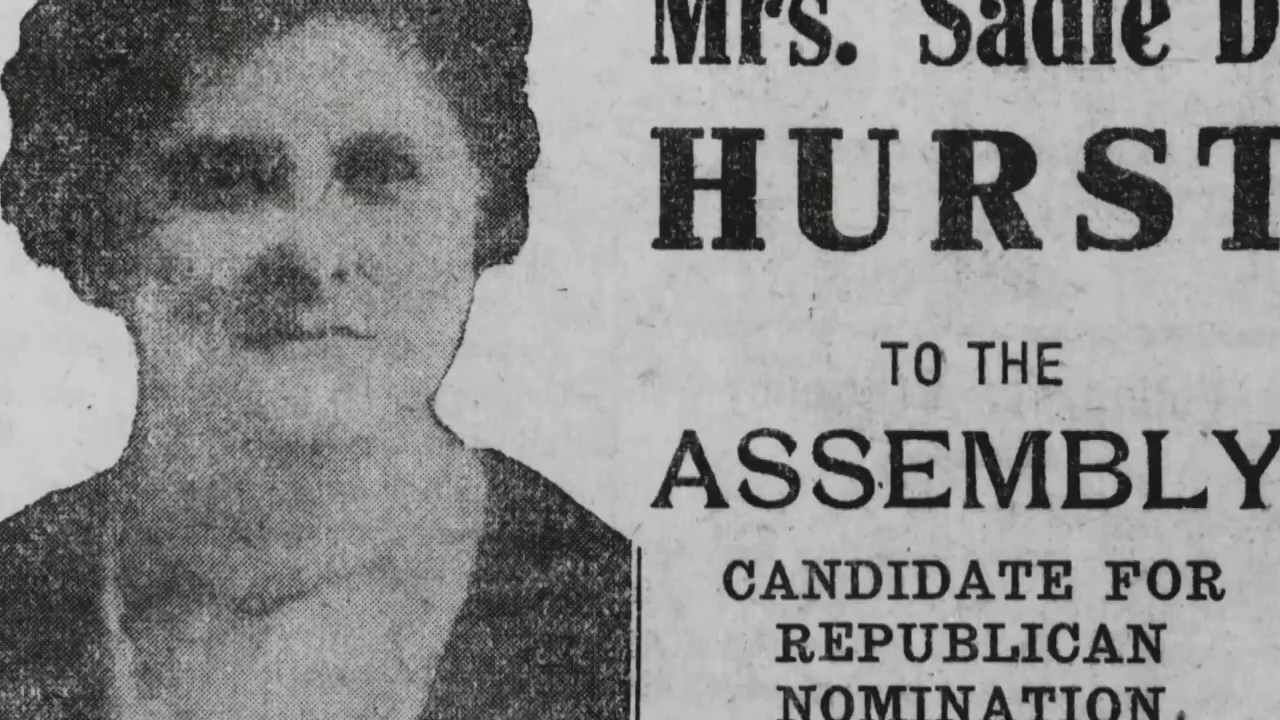 Mrs. Sadie D
HURST
TO THE
ASSEMBLY
CANDIDATE FOR
REPUBLICAN
NOMINATION